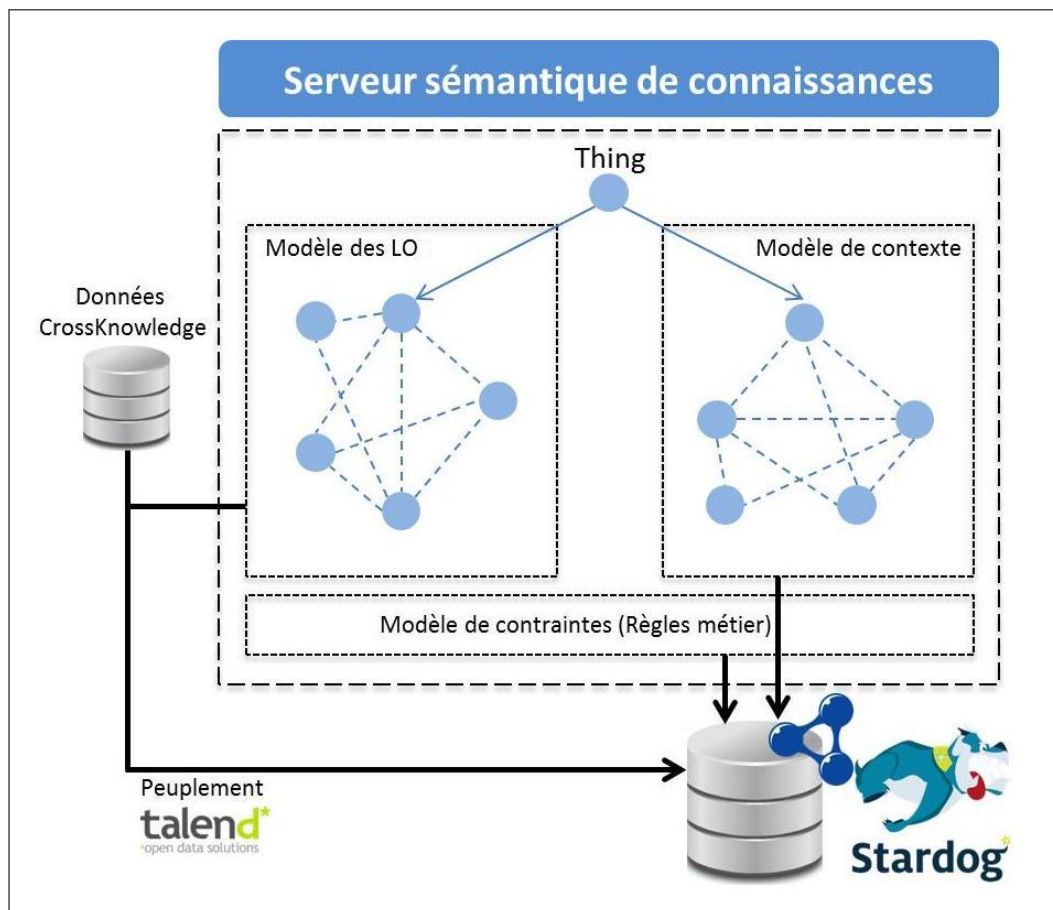 Serveur sémantique de connaissances
Thing
Modèle des LO
Modèle de contexte
Données
CrossKnowledge
Modèle de contraintes (Règles métier)
Peuplement
talend*
*open data solutions
Stardog